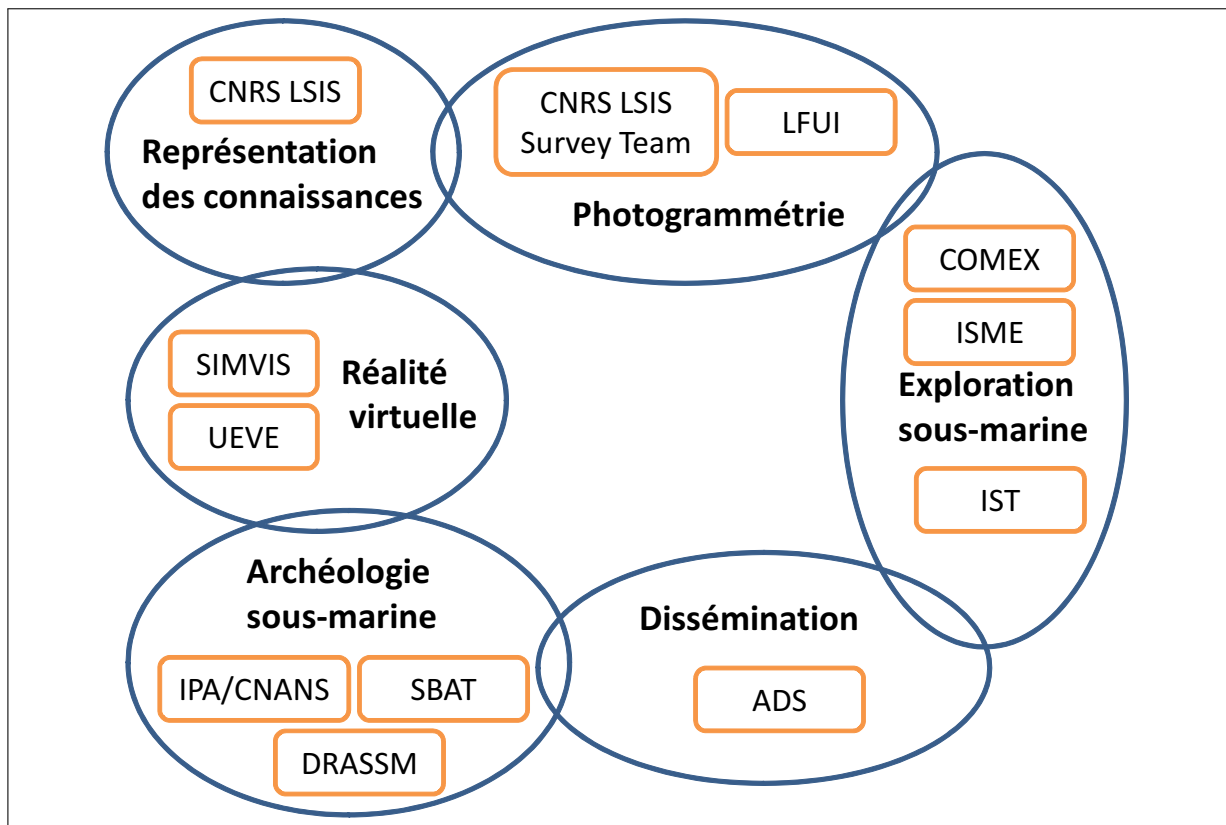 CNRS LSIS
Représentation
des connaissances
CNRS LSIS
Survey Team
LFUI
Photogrammétrie
COMEX
ISME
Exploration
sous-marine
IST
SIMVIS
UEVE
Réalité
virtuelle
Archéologie
sous-marine
IPA/CNANS
SBAT
DRASSM
Dissémination
ADS